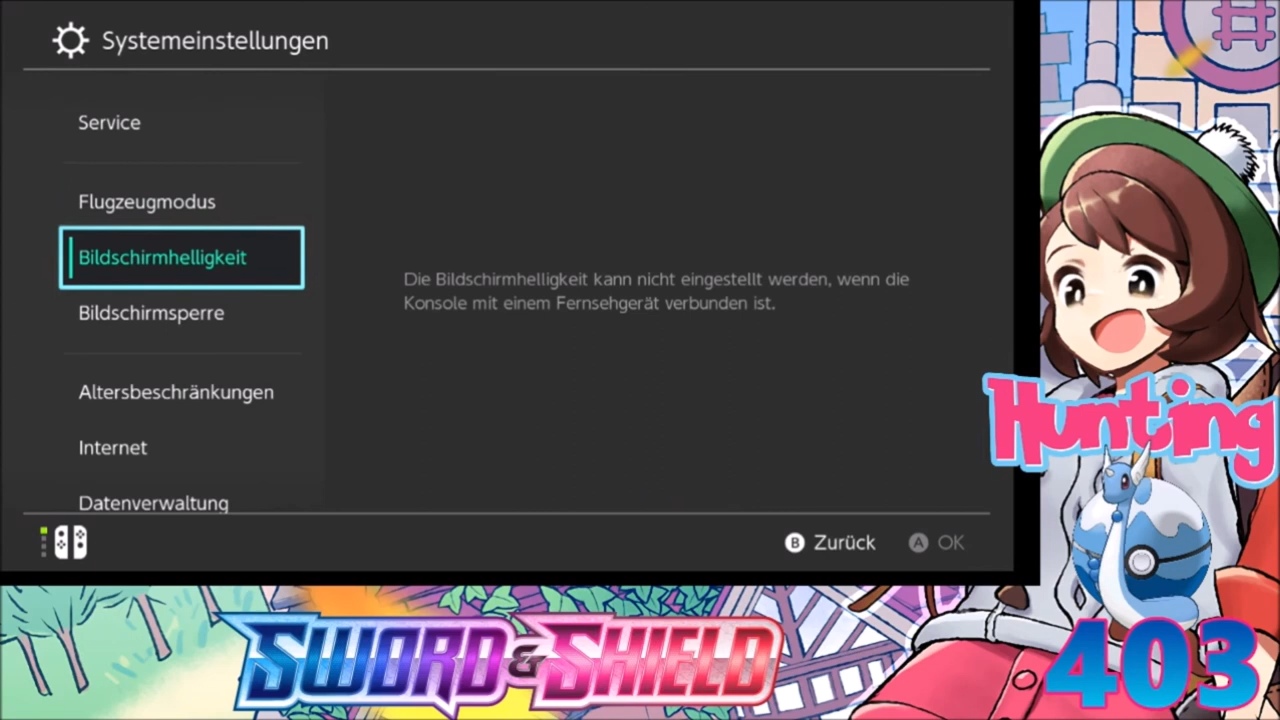 Systemeinstellungen
Service
Flugzeugmodus
Bildschirmhelligkeit
Bildschirmsperre
Altersbeschränkungen
Internet
Datenverwaltung
Die Bildschirmhelligkeit kann nicht eingestellt werden, wenn die
Konsole mit einem Fernsehgerät verbunden ist.
B Zurück
A OK
Hunting
403
SWORD & SHIELD